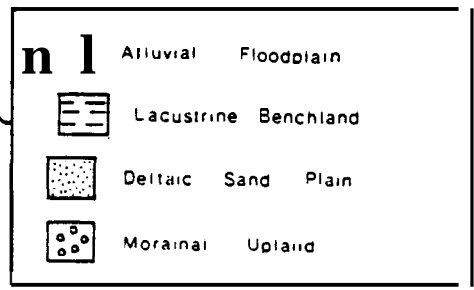 n l Alluvial Floodplain
Lacustrine Benchland
Deltaic Sand Plain
Morainal Upland